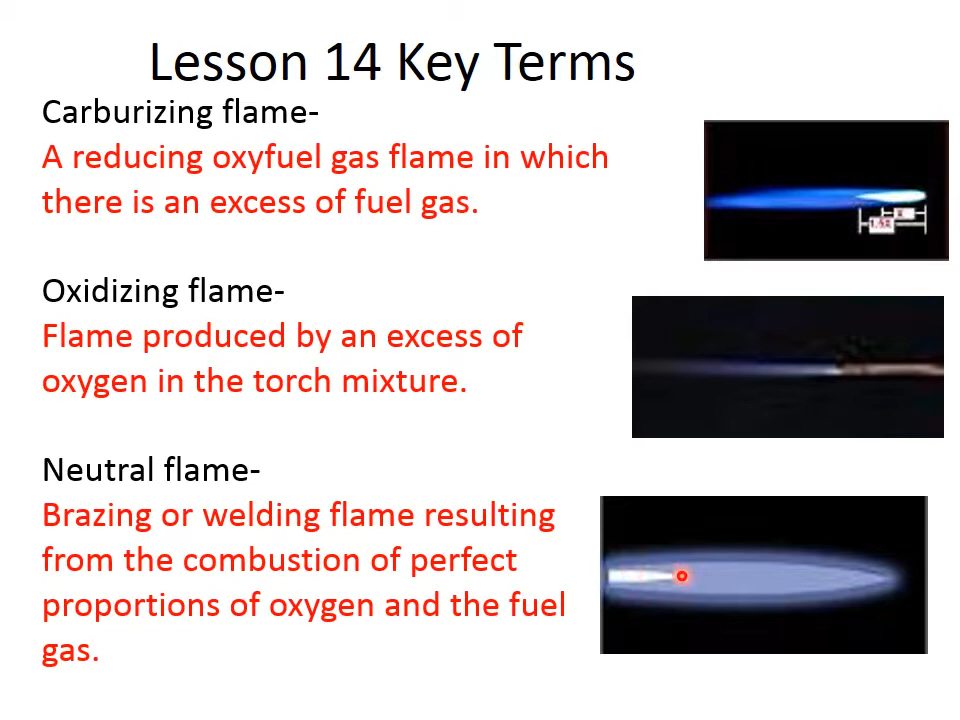 Lesson 14 Key Terms
Carburizing flame-
A reducing oxyfuel gas flame in which
there is an excess of fuel gas.
Oxidizing flame-
Flame produced by an excess of
oxygen in the torch mixture.
Neutral flame-
Brazing or welding flame resulting
from the combustion of perfect
proportions of oxygen and the fuel
gas.